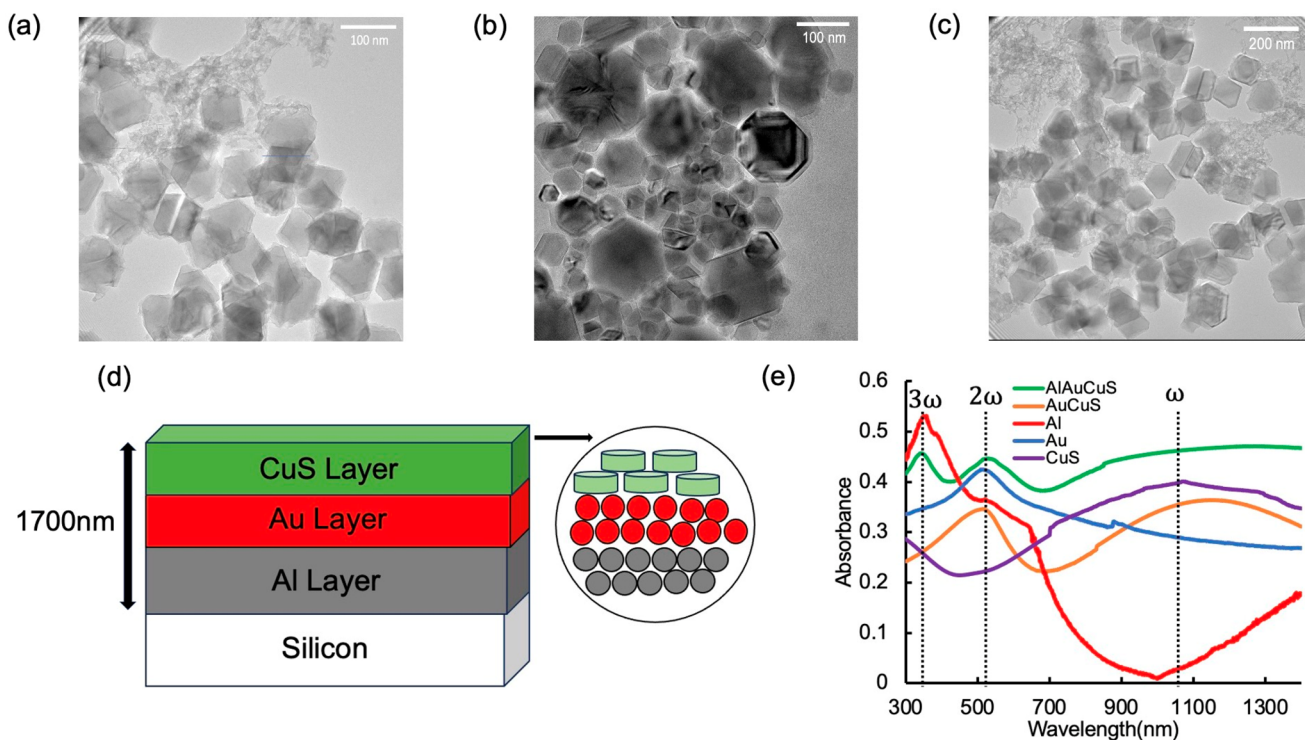 (a)
100 nm
(b)
100 nm
(c)
200 nm
(d)
CuS Layer
Au Layer
Al Layer
Silicon
1700nm
(e)
0.6
0.5
0.4
0.3
0.2
0.1
0
Absorbance
3ω
2ω
ω
AlAuCuS
AuCuS
Al
Au
CuS
300 500 700 900 1100 1300
Wavelength(nm)